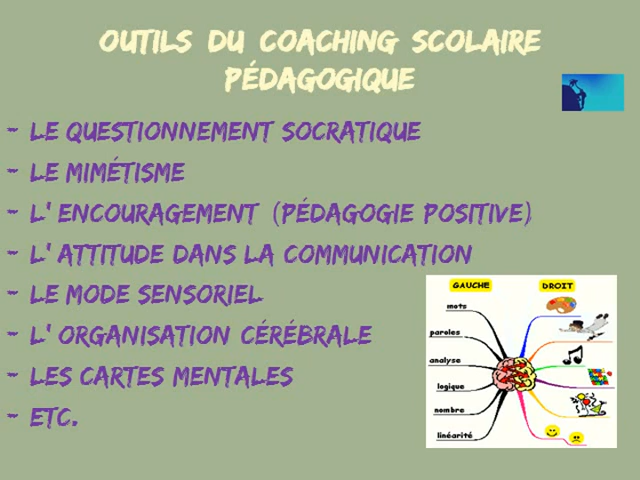 OUTILS DU COACHING SCOLAIRE
PÉDAGOGIQUE
- LE QUESTIONNEMENT SOCRATIQUE
- LE MIMÉTISME
- L' ENCOURAGEMENT (PÉDAGOGIE POSITIVE)
- L' ATTITUDE DANS LA COMMUNICATION
- LE MODE SENSORIEL
- L' ORGANISATION CÉRÉBRALE
- LES CARTES MENTALES
- ETC.
GAUCHE DROIT
mots
paroles
analyse
logique
nombre
linéarité